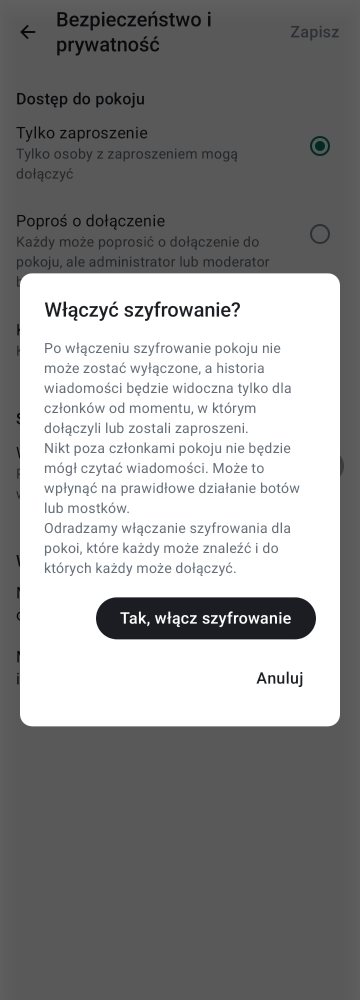 Bezpieczeństwo i
prywatność
Zapisz
Dostęp do pokoju
Tylko zaproszenie
Tylko osoby z zaproszeniem mogą
dołączyć
Poproś o dołączenie
Każdy może poprosić o dołączenie do
pokoju, ale administrator lub moderator
Włączyć szyfrowanie?
Po włączeniu szyfrowanie pokoju nie
może zostać wyłączone, a historia
wiadomości będzie widoczna tylko dla
członków od momentu, w którym
dołączyli lub zostali zaproszeni.
Nikt poza członkami pokoju nie będzie
mógł czytać wiadomości. Może to
wpłynąć na prawidłowe działanie botów
lub mostków.
Odradzamy włączanie szyfrowania dla
pokoi, które każdy może znaleźć i do
których każdy może dołączyć.
Tak, włącz szyfrowanie
Anuluj